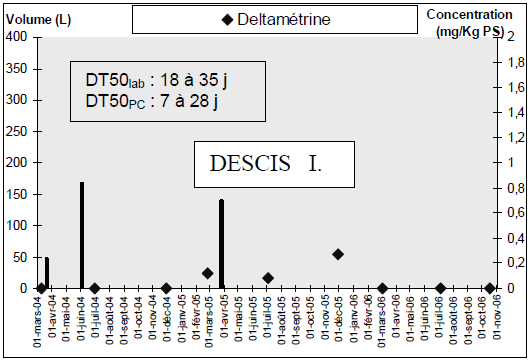 Volume (L)
Deltamétrine
Concentration
(mg/Kg PS)
400
350
300
250
200
150
100
50
0
DT50lab : 18 à 35 j
DT50PC : 7 à 28 j
DESCIS I.
2
1,8
1,6
1,4
1,2
1
0,8
0,6
0,4
0,2
0
01-mars-04
01-avr-04
01-mai-04
01-juin-04
01-juil-04
01-août-04
01-sept-04
01-oct-04
01-nov-04
01-déc-04
01-janv-05
01-févr-05
01-mars-05
01-avr-05
01-mai-05
01-juin-05
01-juil-05
01-août-05
01-sept-05
01-oct-05
01-nov-05
01-déc-05
01-janv-06
01-févr-06
01-mars-06
01-avr-06
01-mai-06
01-juin-06
01-juil-06
01-août-06
01-sept-06
01-oct-06
01-nov-06